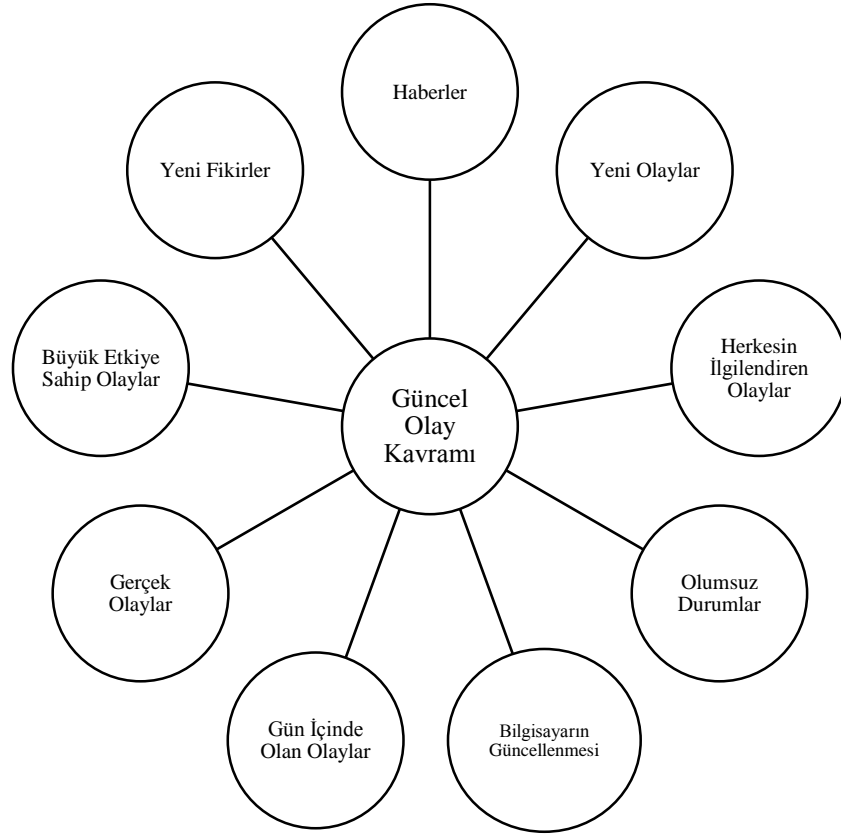 Haberler
Yeni Olaylar
Herkesin
İlgilendiren
Olaylar
Olumsuz
Durumlar
Bilgisayarın
Güncellenmesi
Gün İçinde
Olan Olaylar
Gerçek
Olaylar
Büyük Etkiye
Sahip Olaylar
Yeni Fikirler
Güncel
Olay
Kavramı